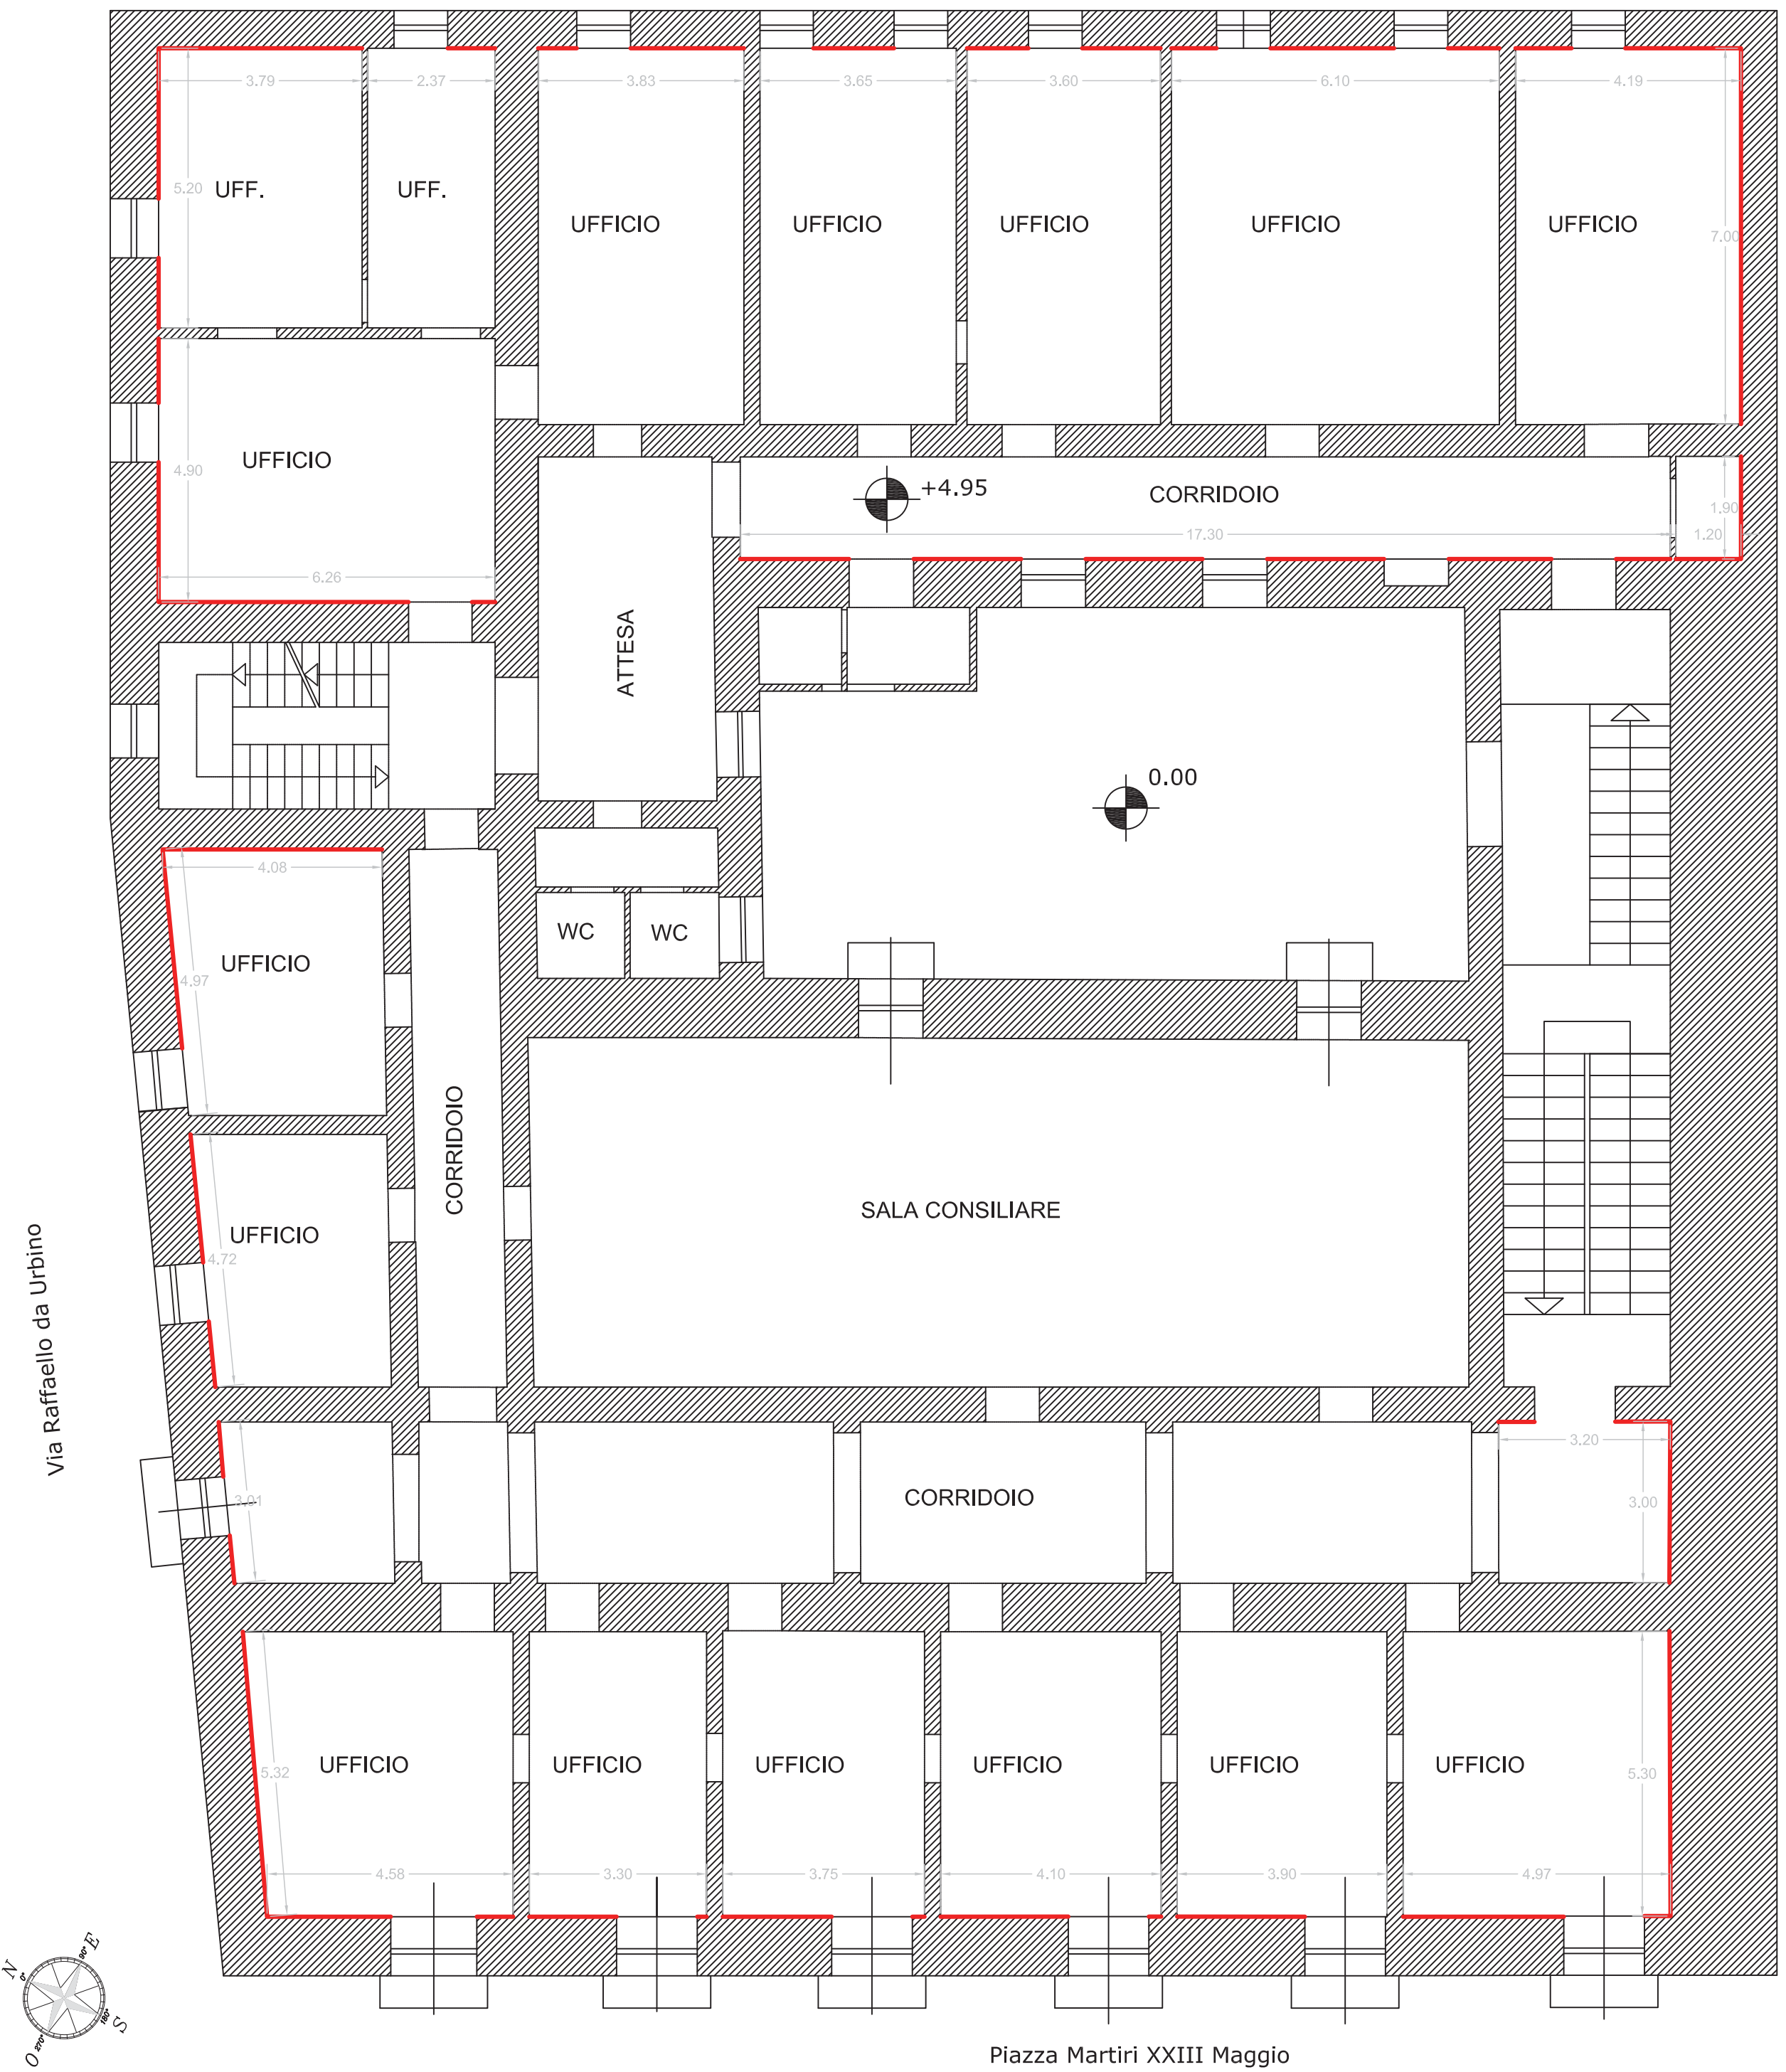 3.79
2.37
3.83
3.65
3.60
6.10
4.19
5.20
UFF.
UFF.
UFFICIO
UFFICIO
UFFICIO
UFFICIO
UFFICIO
7.00
UFFICIO
4.90
+4.95
CORRIDOIO
1.90
17.30
1.20
6.26
ATTESA
0.00
4.08
UFFICIO
4.97
WC
WC
CORRIDOIO
SALA CONSILIARE
UFFICIO
4.72
Via Raffaello da Urbino
3.20
3.01
CORRIDOIO
3.00
UFFICIO
UFFICIO
UFFICIO
UFFICIO
UFFICIO
UFFICIO
5.32
5.30
4.58
3.30
3.75
4.10
3.90
4.97
N
0°
90°
E
180°
S
270°
O
Piazza Martiri XXIII Maggio